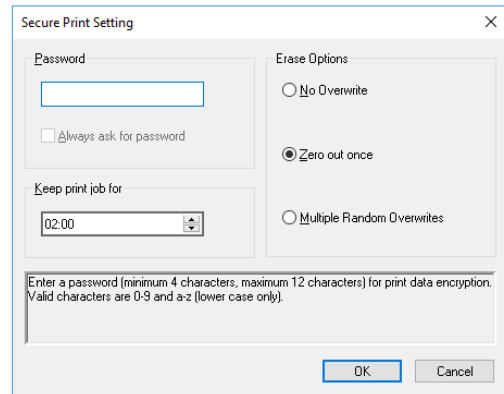 Secure Print Setting
Password
Always ask for password
Keep print job for
02:00
Erase Options
No Overwrite
Zero out once
Multiple Random Overwrites
Enter a password (minimum 4 characters, maximum 12 characters) for print data encryption.
Valid characters are 0-9 and a-z (lower case only).
OK
Cancel